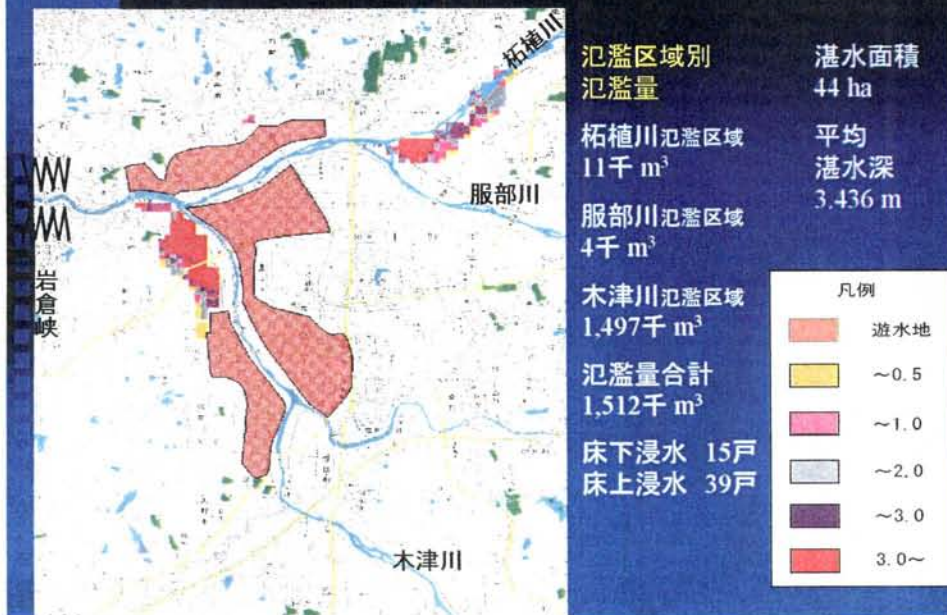 柘植川
服部川
岩倉峡
木津川
氾濫区域別
氾濫量
柘植川氾濫区域
11千 m³
服部川氾濫区域
4千 m³
木津川氾濫区域
1,497千 m³
氾濫量合計
1,512千 m³
床下浸水 15戸
床上浸水 39戸
湛水面積
44 ha
平均
湛水深
3.436 m
凡例
遊水地
～0.5
～1.0
～2.0
～3.0
3.0～